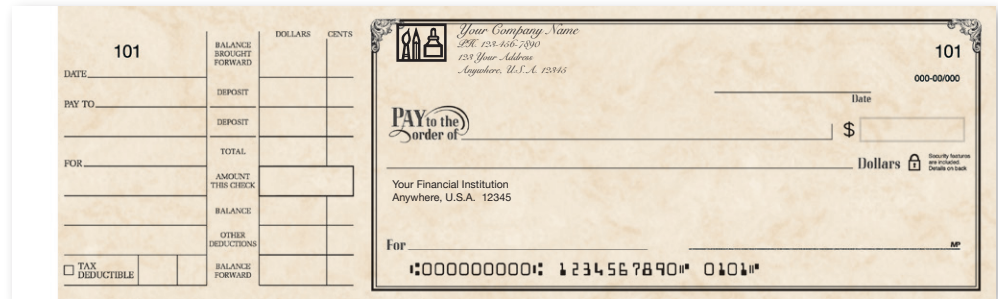 101
DATE
PAY TO
FOR
TAX
DEDUCTIBLE
DOLLARS CENTS
BALANCE
BROUGHT
FORWARD
DEPOSIT
DEPOSIT
TOTAL
AMOUNT
THIS CHECK
BALANCE
OTHER
DEDUCTIONS
BALANCE
FORWARD
Your Company Name
PH. 123-456-7890
123 Your Address
Anywhere, U.S.A. 12345
101
000-00/000
Date
PAY to the
order of
$
Dollars
Security features
are included.
Details on back
Your Financial Institution
Anywhere, U.S.A. 12345
For
MP
⑆000000000⑆ 1234567890⑈ 0101⑈